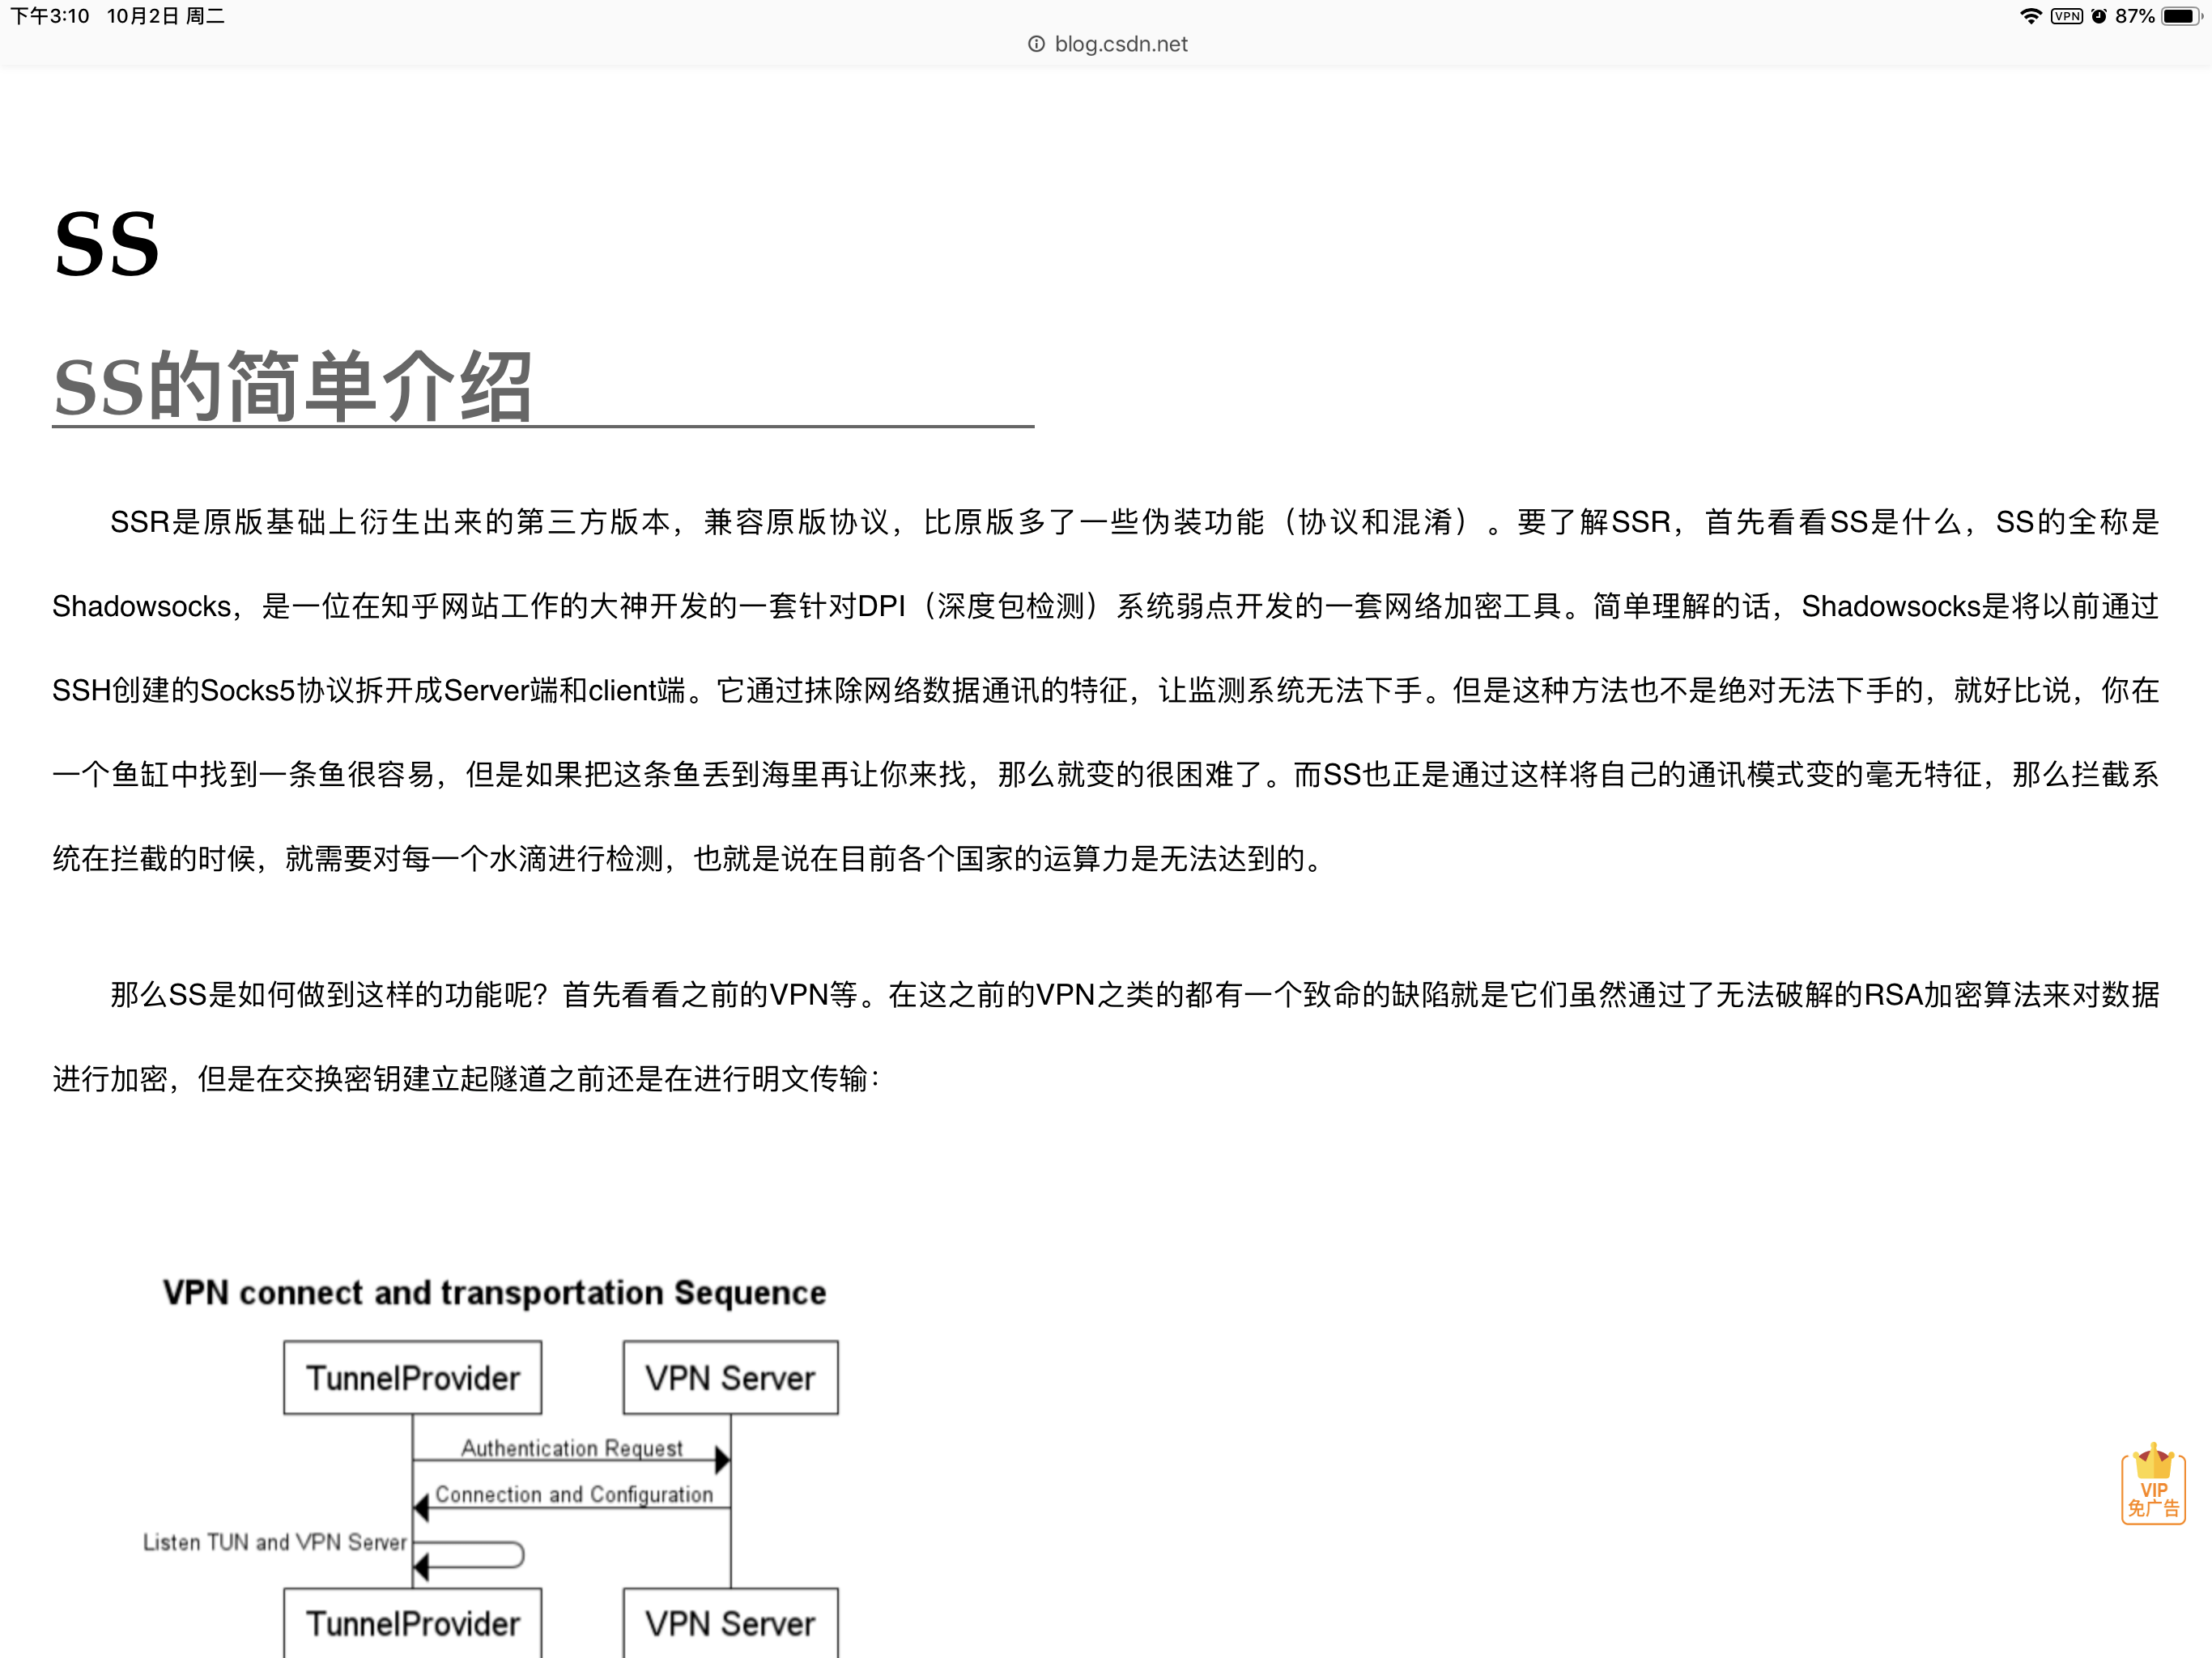 下午3:10 10月2日 周二
VPN 87%
blog.csdn.net
SS
SS的简单介绍
SSR是原版基础上衍生出来的第三方版本，兼容原版协议，比原版多了一些伪装功能（协议和混淆）。要了解SSR，首先看看SS是什么，SS的全称是
Shadowsocks，是一位在知乎网站工作的大神开发的一套针对DPI（深度包检测）系统弱点开发的一套网络加密工具。简单理解的话，Shadowsocks是将以前通过
SSH创建的Socks5协议拆开成Server端和client端。它通过抹除网络数据通讯的特征，让监测系统无法下手。但是这种方法也不是绝对无法下手的，就好比说，你在
一个鱼缸中找到一条鱼很容易，但是如果把这条鱼丢到海里再让你来找，那么就变的很困难了。而SS也正是通过这样将自己的通讯模式变的毫无特征，那么拦截系
统在拦截的时候，就需要对每一个水滴进行检测，也就是说在目前各个国家的运算力是无法达到的。
那么SS是如何做到这样的功能呢？首先看看之前的VPN等。在这之前的VPN之类的都有一个致命的缺陷就是它们虽然通过了无法破解的RSA加密算法来对数据
进行加密，但是在交换密钥建立起隧道之前还是在进行明文传输：
VPN connect and transportation Sequence
TunnelProvider VPN Server
Authentication Request
Connection and Configuration
Listen TUN and VPN Server
TunnelProvider VPN Server
VIP
免广告